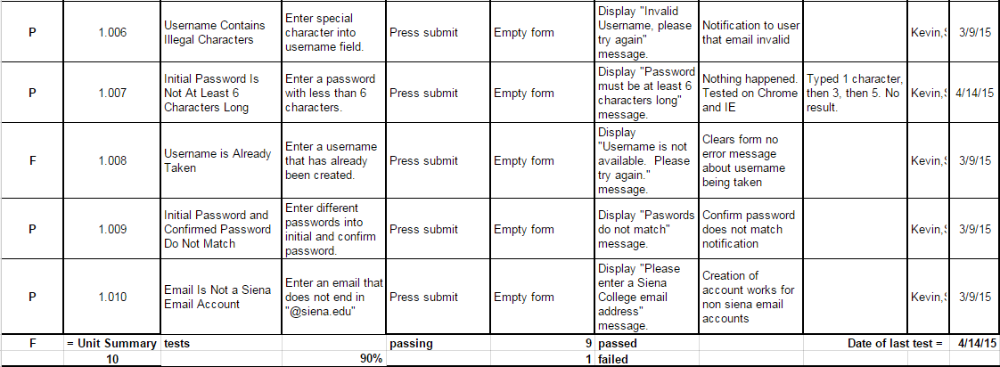 P
1.006
Username Contains
Illegal Characters
Enter special
character into
username field.
Press submit
Empty form
Display "Invalid
Username, please
try again"
message.
Notification to user
that email invalid
Kevin,
3/9/15
P
1.007
Initial Password Is
Not At Least 6
Characters Long
Enter a password
with less than 6
characters.
Press submit
Empty form
Display "Password
must be at least 6
characters long"
message.
Nothing happened.
Tested on Chrome
and IE
Typed 1 character,
then 3, then 5. No
result.
Kevin,
4/14/15
F
1.008
Username is Already
Taken
Enter a username
that has already
been created.
Press submit
Empty form
Display
"Username is not
available. Please
try again."
message.
Clears form no
error message
about username
being taken
Kevin,
3/9/15
P
1.009
Initial Password and
Confirmed Password
Do Not Match
Enter different
passwords into
initial and confirm
password.
Press submit
Empty form
Display "Paswords
do not match"
message.
Confirm password
does not match
notification
Kevin,
3/9/15
P
1.010
Email Is Not a Siena
Email Account
Enter an email that
does not end in
"@siena.edu"
Press submit
Empty form
Display "Please
enter a Siena
College email
address"
message.
Creation of
account works for
non siena email
accounts
Kevin,
3/9/15
F = Unit Summary tests passing 9 passed Date of last test = 4/14/15
10 90% 1 failed